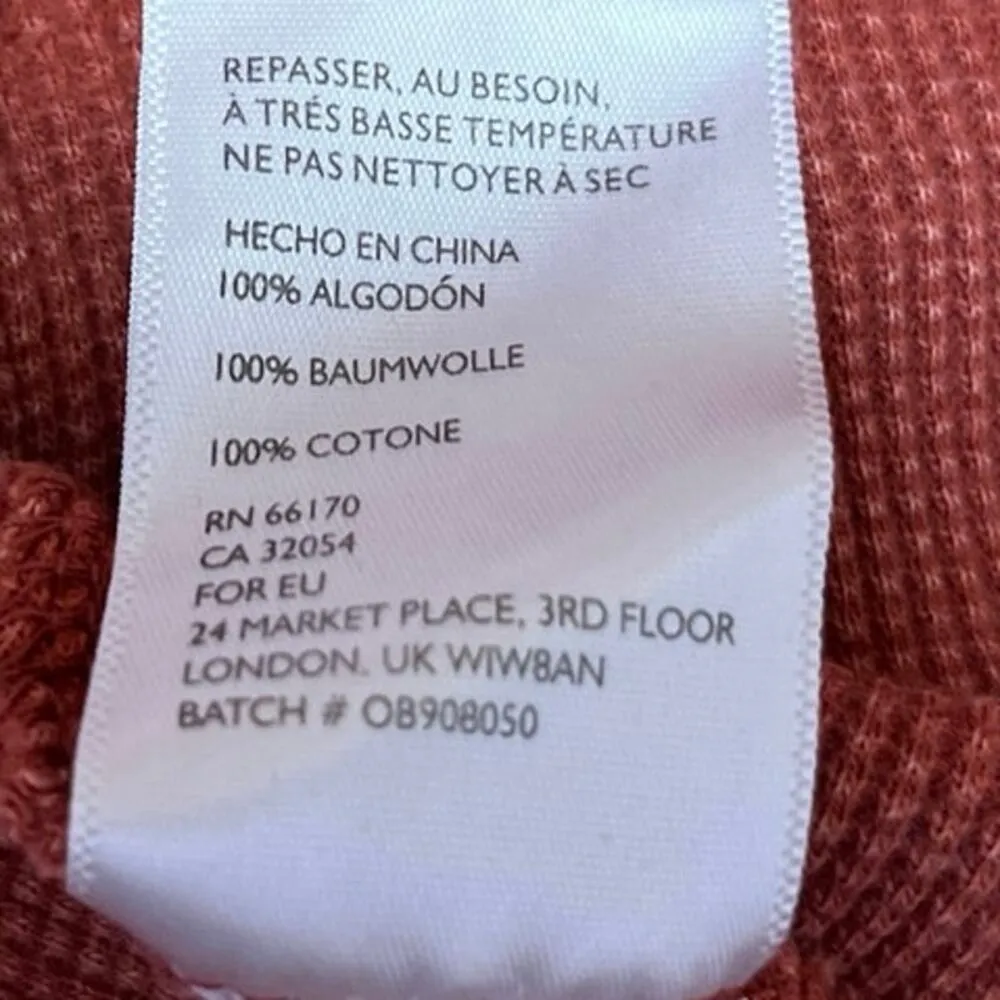 REPASSER, AU BESOIN,
À TRÉS BASSE TEMPÉRATURE
NE PAS NETTOYER À SEC
HECHO EN CHINA
100% ALGODÓN
100% BAUMWOLLE
100% COTONE
RN 66170
CA 32054
FOR EU
24 MARKET PLACE, 3RD FLOOR
LONDON, UK W1W8AN
BATCH # OB908050